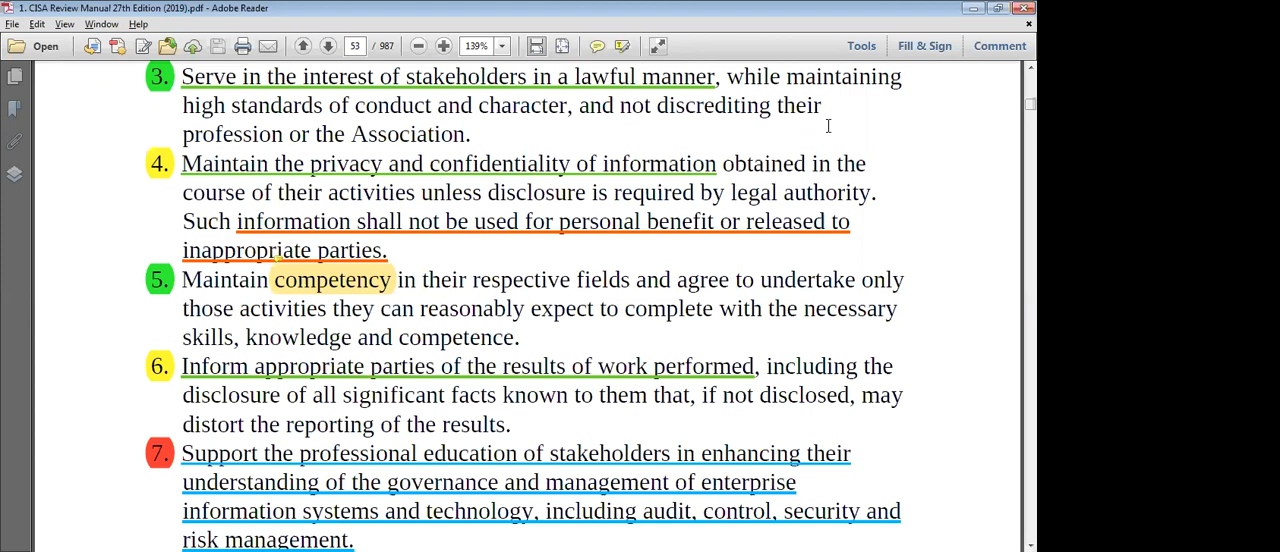 1. CISA Review Manual 27th Edition (2019).pdf - Adobe Reader
File Edit View Window Help
Open 53 / 987 139% Tools Fill & Sign Comment
3. Serve in the interest of stakeholders in a lawful manner, while maintaining
high standards of conduct and character, and not discrediting their
profession or the Association.
4. Maintain the privacy and confidentiality of information obtained in the
course of their activities unless disclosure is required by legal authority.
Such information shall not be used for personal benefit or released to
inappropriate parties.
5. Maintain competency in their respective fields and agree to undertake only
those activities they can reasonably expect to complete with the necessary
skills, knowledge and competence.
6. Inform appropriate parties of the results of work performed, including the
disclosure of all significant facts known to them that, if not disclosed, may
distort the reporting of the results.
7. Support the professional education of stakeholders in enhancing their
understanding of the governance and management of enterprise
information systems and technology, including audit, control, security and
risk management.